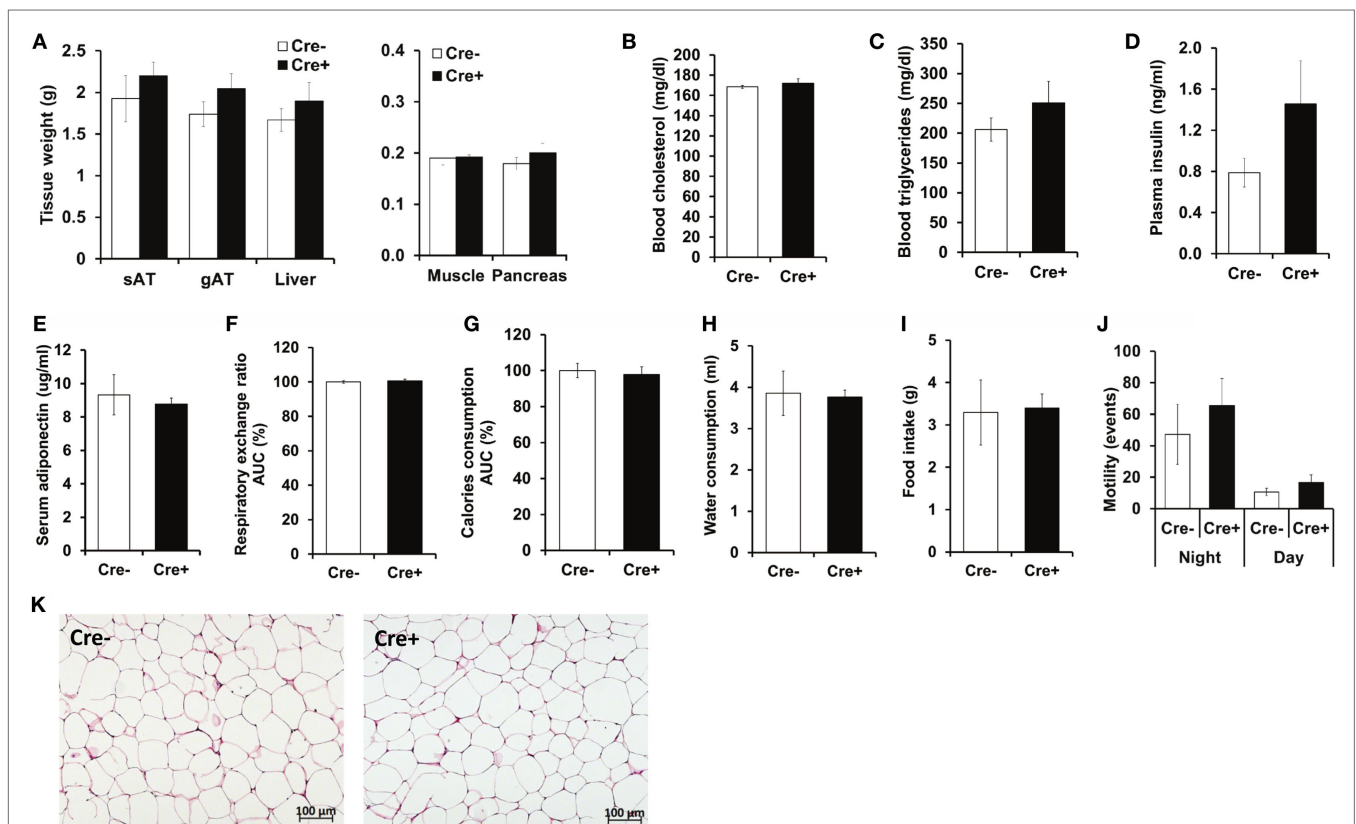 A
Tissue weight (g)
2.5
2
1.5
1
0.5
0
Cre-
Cre+
sAT gAT Liver
0.4
0.3
0.2
0.1
0.0
Cre-
Cre+
Muscle Pancreas
B
Blood cholesterol (mg/dl)
200
180
160
140
120
100
80
60
40
20
0
Cre- Cre+
C
Blood triglycerides (mg/dl)
350
300
250
200
150
100
50
0
Cre- Cre+
D
Plasma insulin (ng/ml)
2.0
1.6
1.2
0.8
0.4
0.0
Cre- Cre+
E
Serum adiponectin (ug/ml)
12
10
8
6
4
2
0
Cre- Cre+
F
Respiratory exchange ratio
AUC (%)
120
100
80
60
40
20
0
Cre- Cre+
G
Calories consumption
AUC (%)
120
100
80
60
40
20
0
Cre- Cre+
H
Water consumption (ml)
5
4
3
2
1
0
Cre- Cre+
I
Food intake (g)
5
4
3
2
1
0
Cre- Cre+
J
Motility (events)
100
80
60
40
20
0
Cre- Cre+ Cre- Cre+
Night Day
K
Cre-
100 µm
Cre+
100 µm